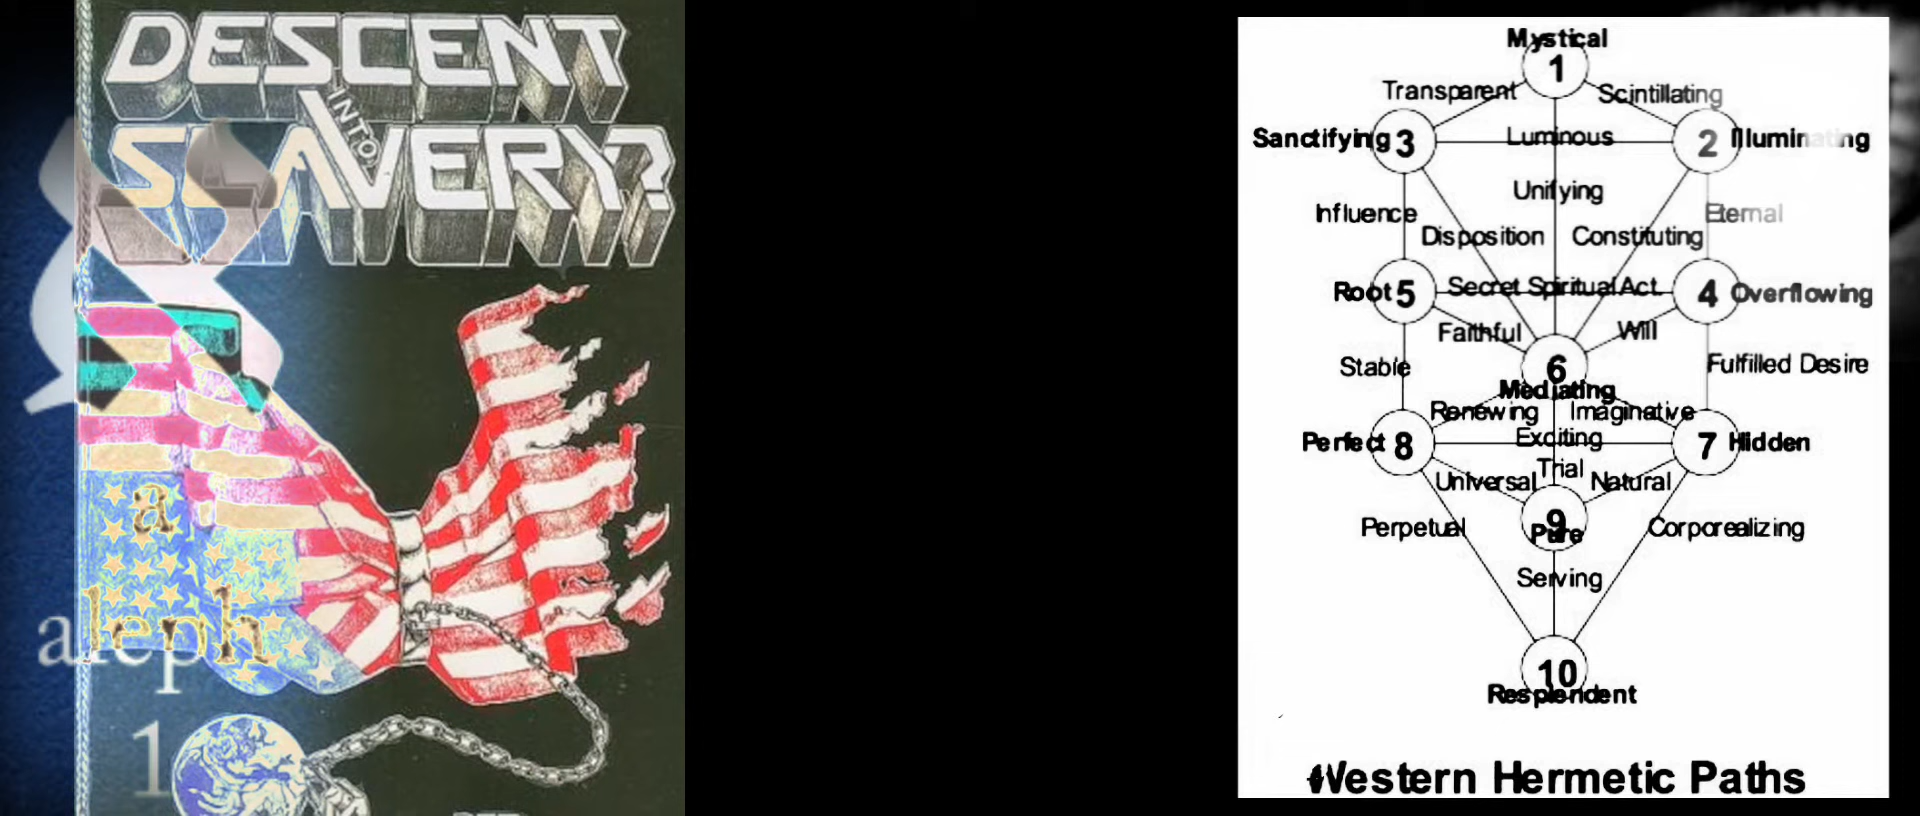 DESCENT
INTO
SLAVERY?
a
aleph
aleph
1
Mystical
1
Transparent
Scintillating
Sanctifying 3
Luminous
2 Illuminating
Unifying
Influence
Eternal
Disposition
Constituting
Root 5
Secret Spiritual Act.
4 Overflowing
Faithful
Will
6
Stable
Fulfilled Desire
Mediating
Renewing
Imaginative
Perfect 8
Exciting
7 Hidden
Trial
Universal
Natural
9
Perpetual
Pure
Corporealizing
Serving
10
Resplendent
Western Hermetic Paths